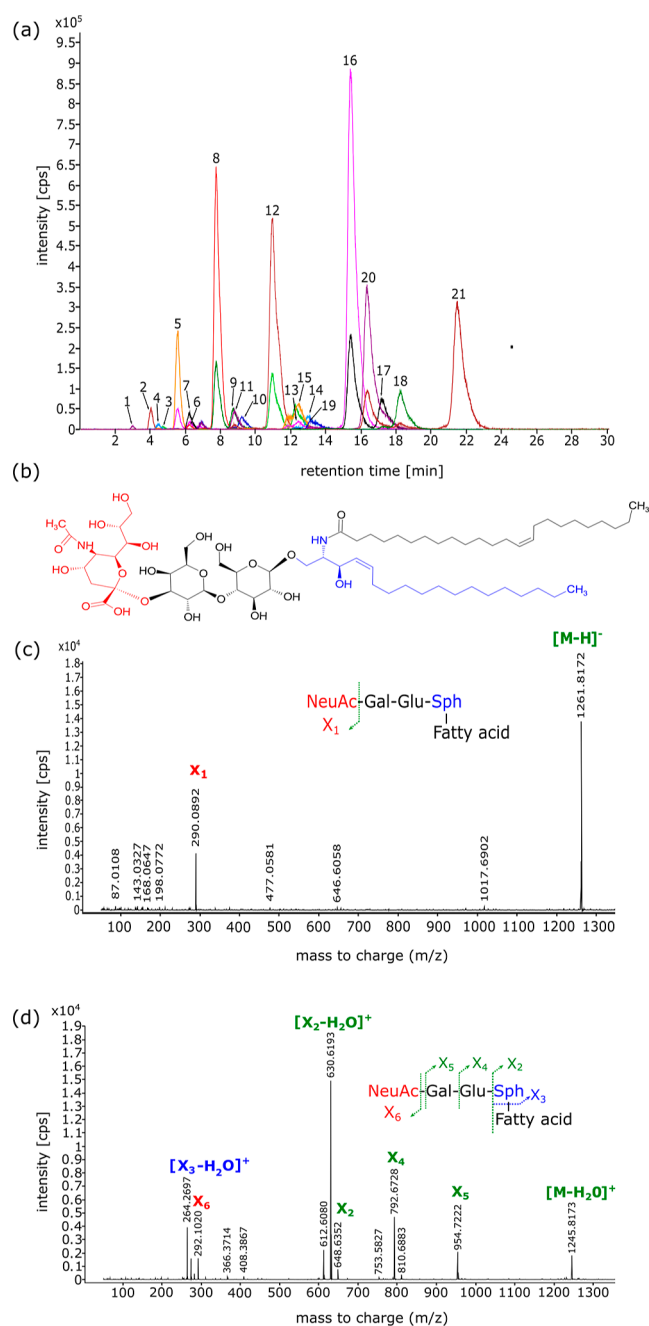 (a)
x10⁵
9.5
9
8.5
8
7.5
7
6.5
6
5.5
5
4.5
4
3.5
3
2.5
2
1.5
1
0.5
0
intensity [cps]
1
2
4
3
5
7
6
8
9
11
10
12
13
15
14
19
16
20
17
18
21
2 4 6 8 10 12 14 16 18 20 22 24 26 28 30
retention time [min]
(b)
HO
O
H₃C
HN
HO
OH
HO
OH
O
O
OH
O
HO
OH
HO
O
OH
O
HO
O
HO
OH
O
O
HN
OH
CH₃
CH₃
(c)
x10⁴
[M-H]⁻
1.8
1.7
1.6
1.5
1.4
1.3
1.2
1.1
1
0.9
0.8
0.7
0.6
0.5
0.4
0.3
0.2
0.1
0
intensity [cps]
NeuAc-Gal-Glu-Sph
X₁
Fatty acid
X₁
87.0108
143.0327
168.0647
198.0772
290.0892
477.0581
646.6058
1017.6902
1261.8172
100 200 300 400 500 600 700 800 900 1000 1100 1200 1300
mass to charge (m/z)
(d)
x10⁴
[X₂-H₂O]⁺
1.9
1.8
1.7
1.6
1.5
1.4
1.3
1.2
1.1
1
0.9
0.8
0.7
0.6
0.5
0.4
0.3
0.2
0.1
0
intensity [cps]
X₅ X₄ X₂
NeuAc-Gal-Glu-Sph
X₆
X₃
Fatty acid
[X₃-H₂O]⁺
X₆
X₂
X₄
X₅
[M-H₂0]⁺
264.2697
292.1020
366.3714
408.3867
612.6080
630.6193
648.6352
753.5827
792.6728
810.6883
954.7222
1245.8173
100 200 300 400 500 600 700 800 900 1000 1100 1200 1300
mass to charge (m/z)